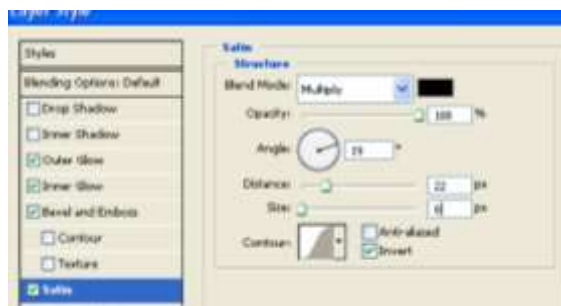 Layer Style
Styles
Blending Options: Default
Drop Shadow
Inner Shadow
Outer Glow
Inner Glow
Bevel and Emboss
Contour
Texture
Satin
Satin
Structure
Blend Mode: Multiply
Opacity: 100 %
Angle: 19 °
Distance: 22 px
Size: 6 px
Contour: Anti-aliased
Invert